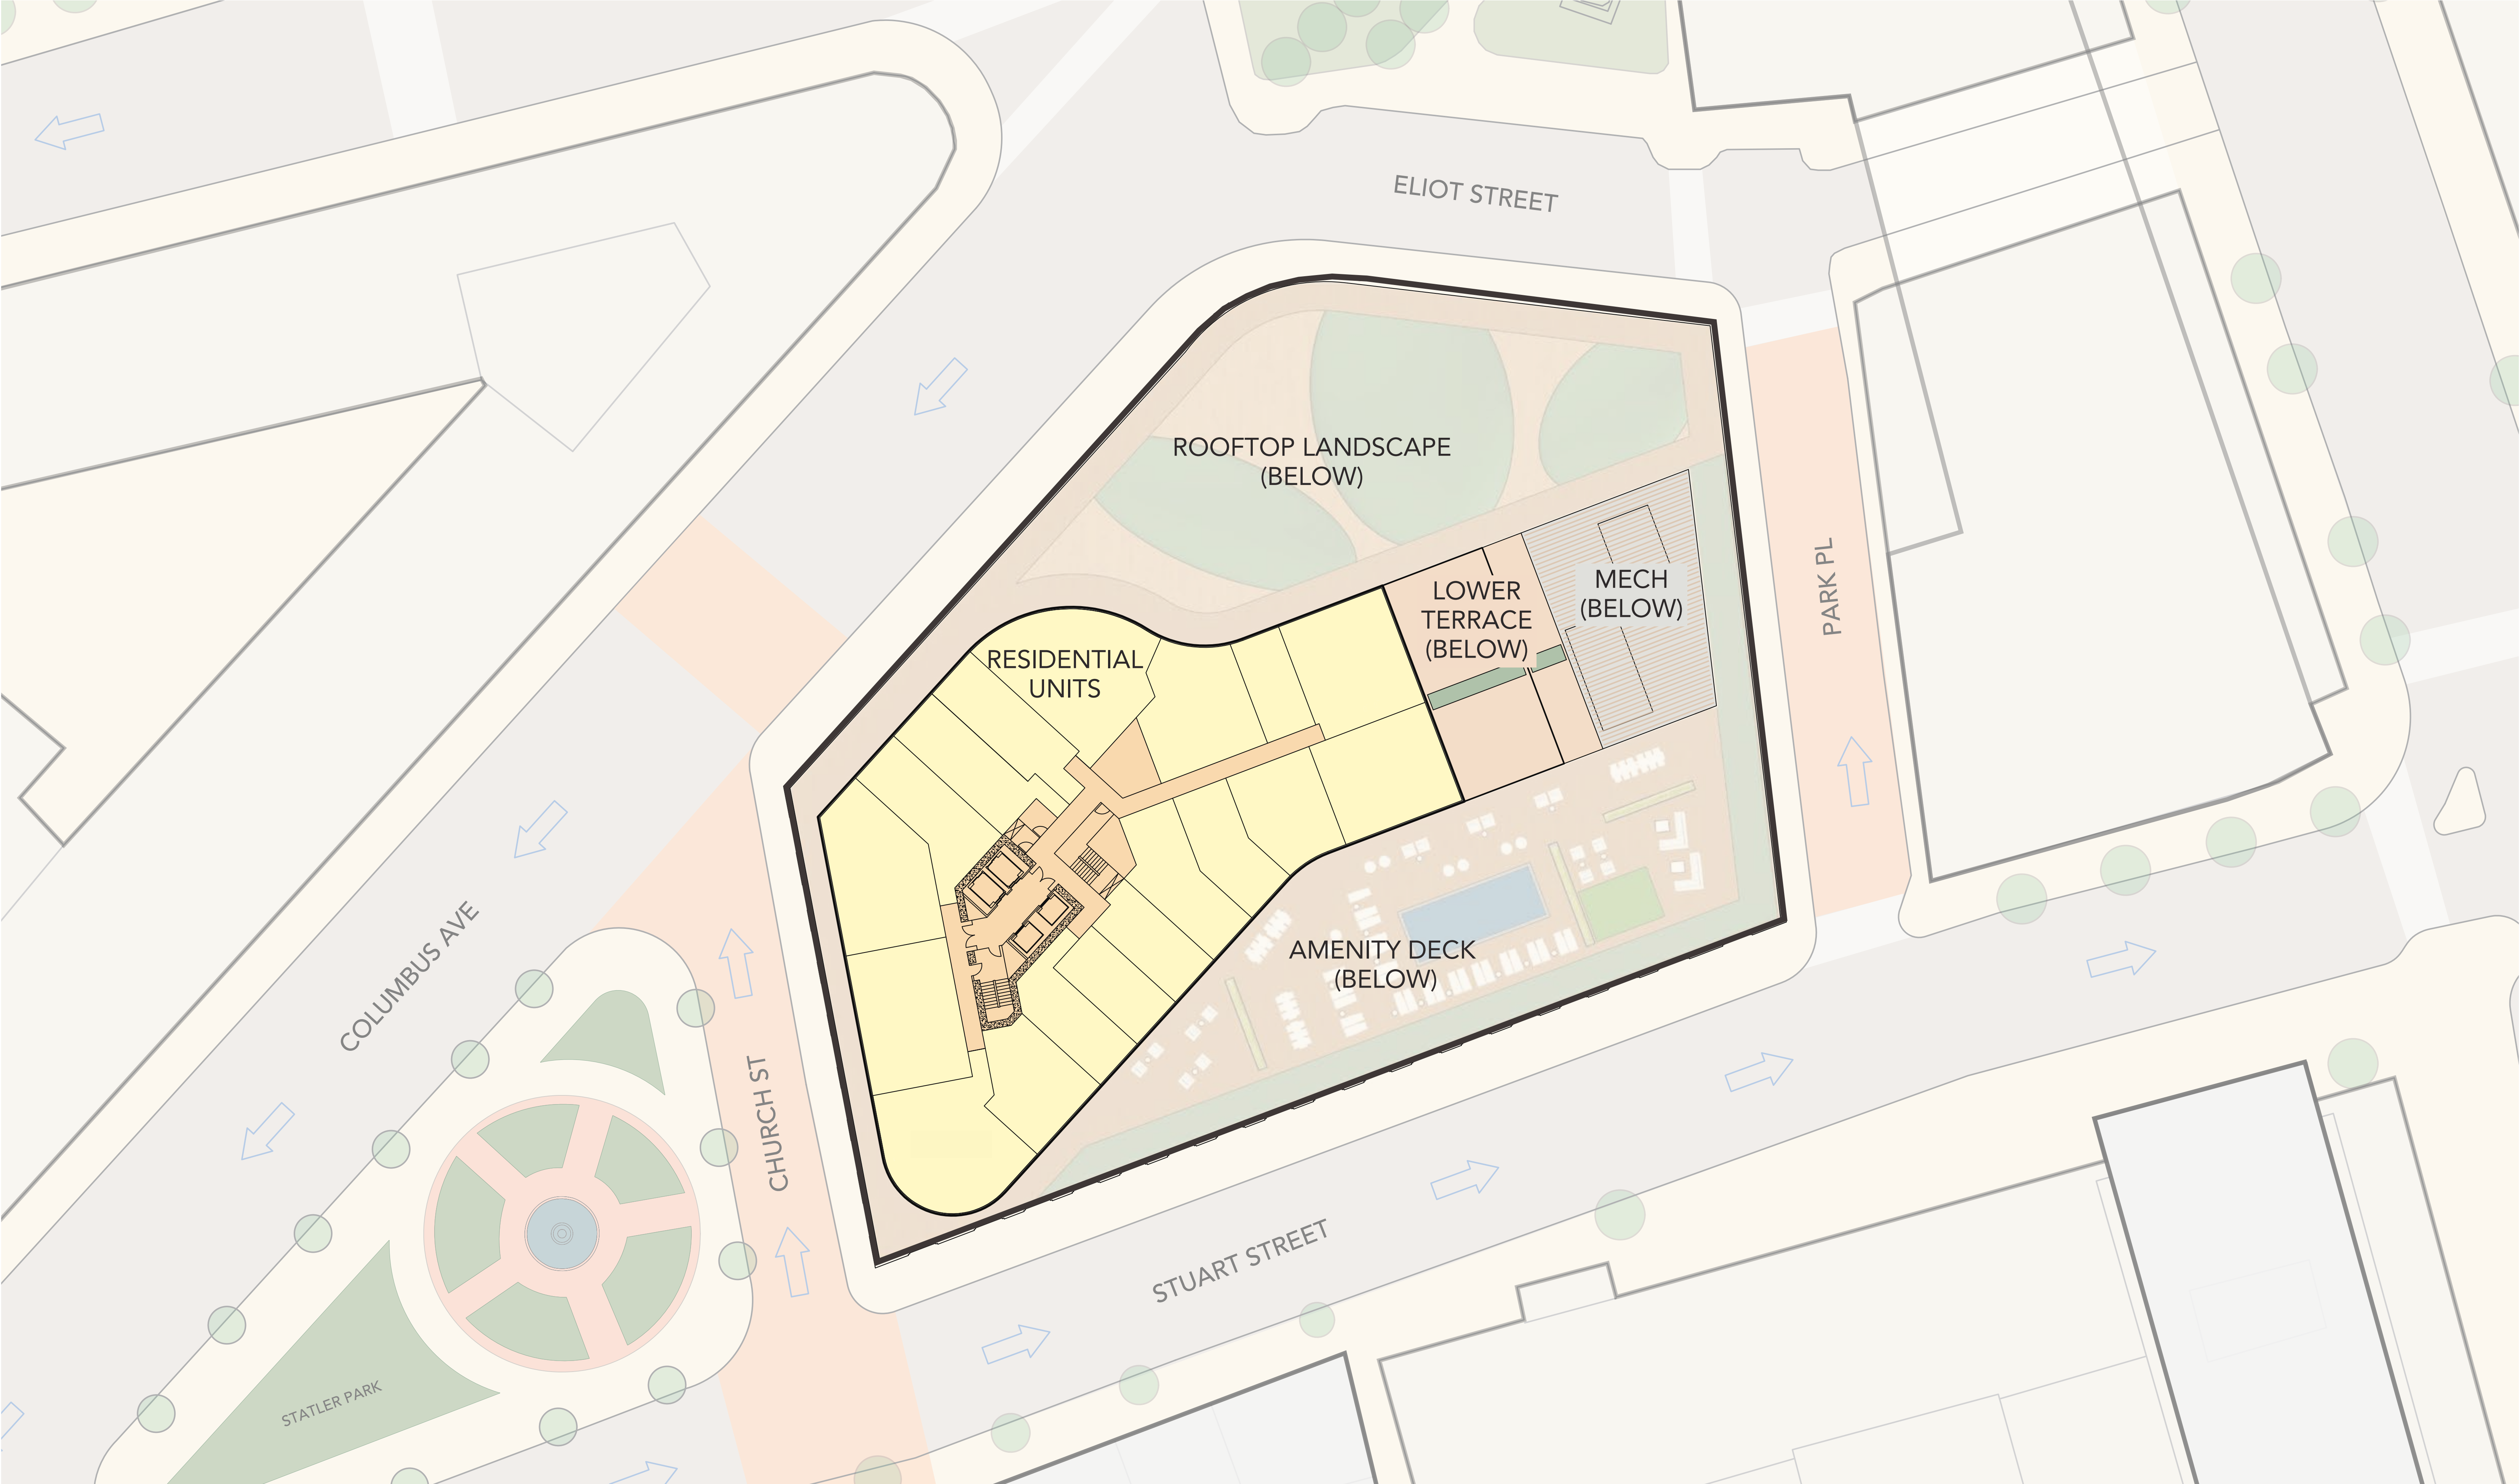 ELIOT STREET
ROOFTOP LANDSCAPE
(BELOW)
LOWER
TERRACE
(BELOW)
MECH
(BELOW)
PARK PL
RESIDENTIAL
UNITS
AMENITY DECK
(BELOW)
COLUMBUS AVE
CHURCH ST
STUART STREET
STATLER PARK